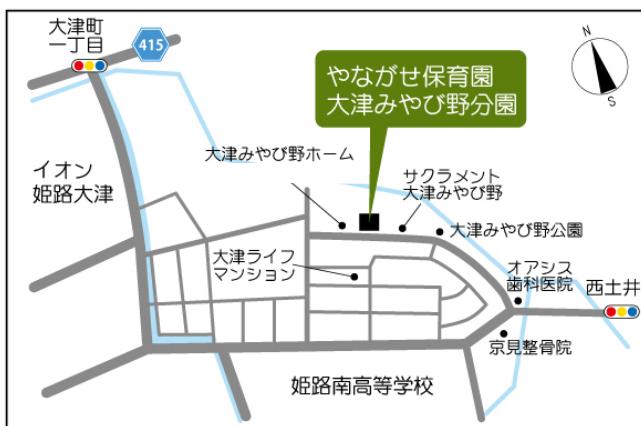 大津町
一丁目
415
やながせ保育園
大津みやび野分園
N
S
イオン
姫路大津
大津みやび野ホーム
サクラメント
大津みやび野
大津みやび野公園
大津ライフ
マンション
オアシス
歯科医院
西土井
京見整骨院
姫路南高等学校